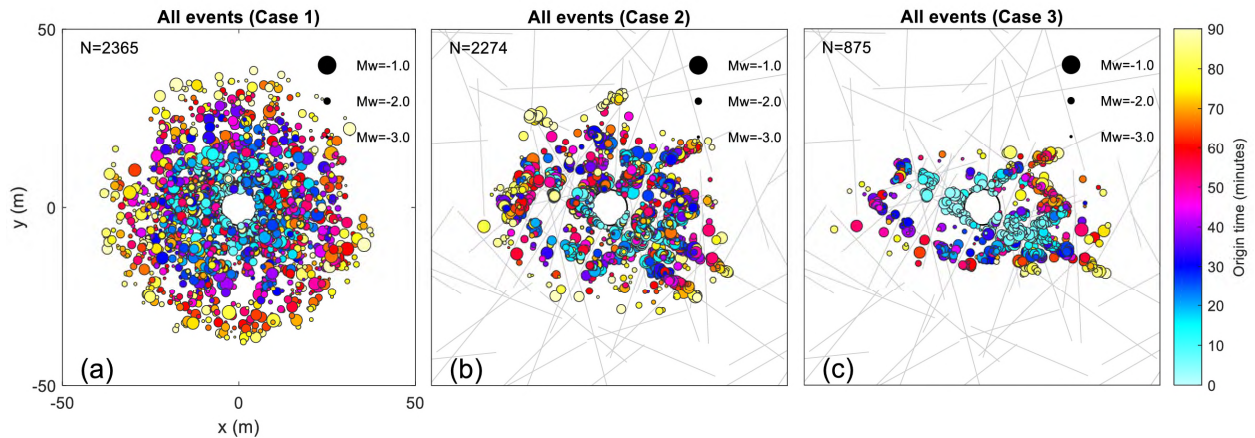 All events (Case 1)
All events (Case 2)
All events (Case 3)
50
0
-50
y (m)
N=2365
Mw=-1.0
Mw=-2.0
Mw=-3.0
(a)
-50
0
50
x (m)
N=2274
Mw=-1.0
Mw=-2.0
Mw=-3.0
(b)
N=875
Mw=-1.0
Mw=-2.0
Mw=-3.0
(c)
90
80
70
60
50
40
30
20
10
0
Origin time (minutes)